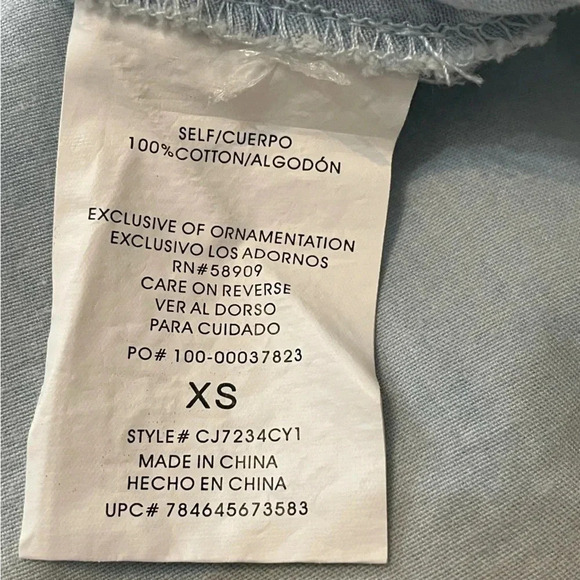 SELF/CUERPO
100%COTTON/ALGODÓN
EXCLUSIVE OF ORNAMENTATION
EXCLUSIVO LOS ADORNOS
RN#58909
CARE ON REVERSE
VER AL DORSO
PARA CUIDADO
PO# 100-00037823
XS
STYLE# CJ7234CY1
MADE IN CHINA
HECHO EN CHINA
UPC# 784645673583